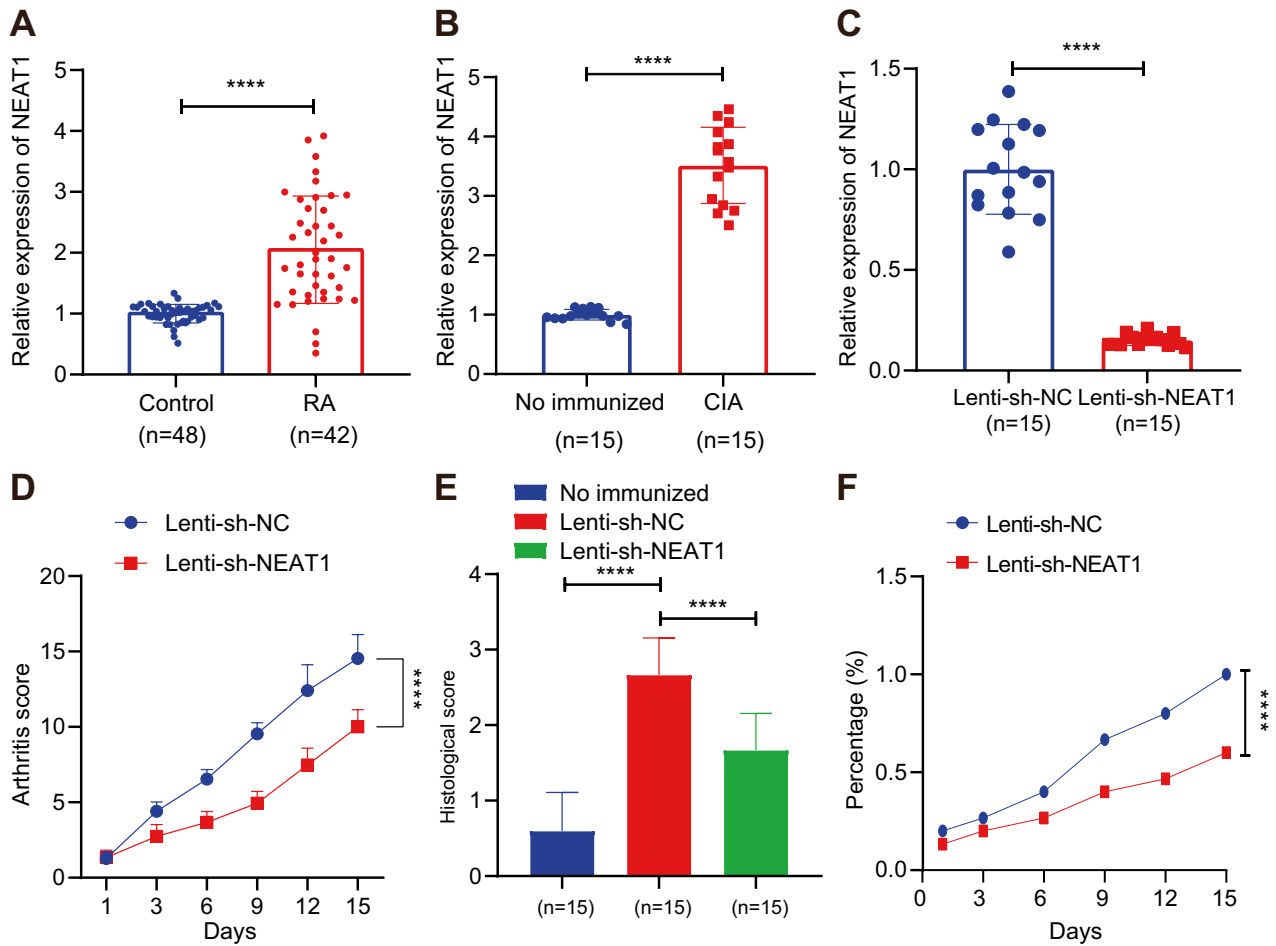 A
Relative expression of NEAT1
5
4
3
2
1
0
****
Control
(n=48)
RA
(n=42)
B
Relative expression of NEAT1
5
4
3
2
1
0
****
No immunized
(n=15)
CIA
(n=15)
C
Relative expression of NEAT1
1.5
1.0
0.5
0.0
****
Lenti-sh-NC
(n=15)
Lenti-sh-NEAT1
(n=15)
D
Lenti-sh-NC
Lenti-sh-NEAT1
Arthritis score
20
15
10
5
0
****
1 3 6 9 12 15
Days
E
No immunized
Lenti-sh-NC
Lenti-sh-NEAT1
Histological score
4
3
2
1
0
****
****
(n=15) (n=15) (n=15)
F
Lenti-sh-NC
Lenti-sh-NEAT1
Percentage (%)
1.5
1.0
0.5
0.0
****
0 3 6 9 12 15
Days